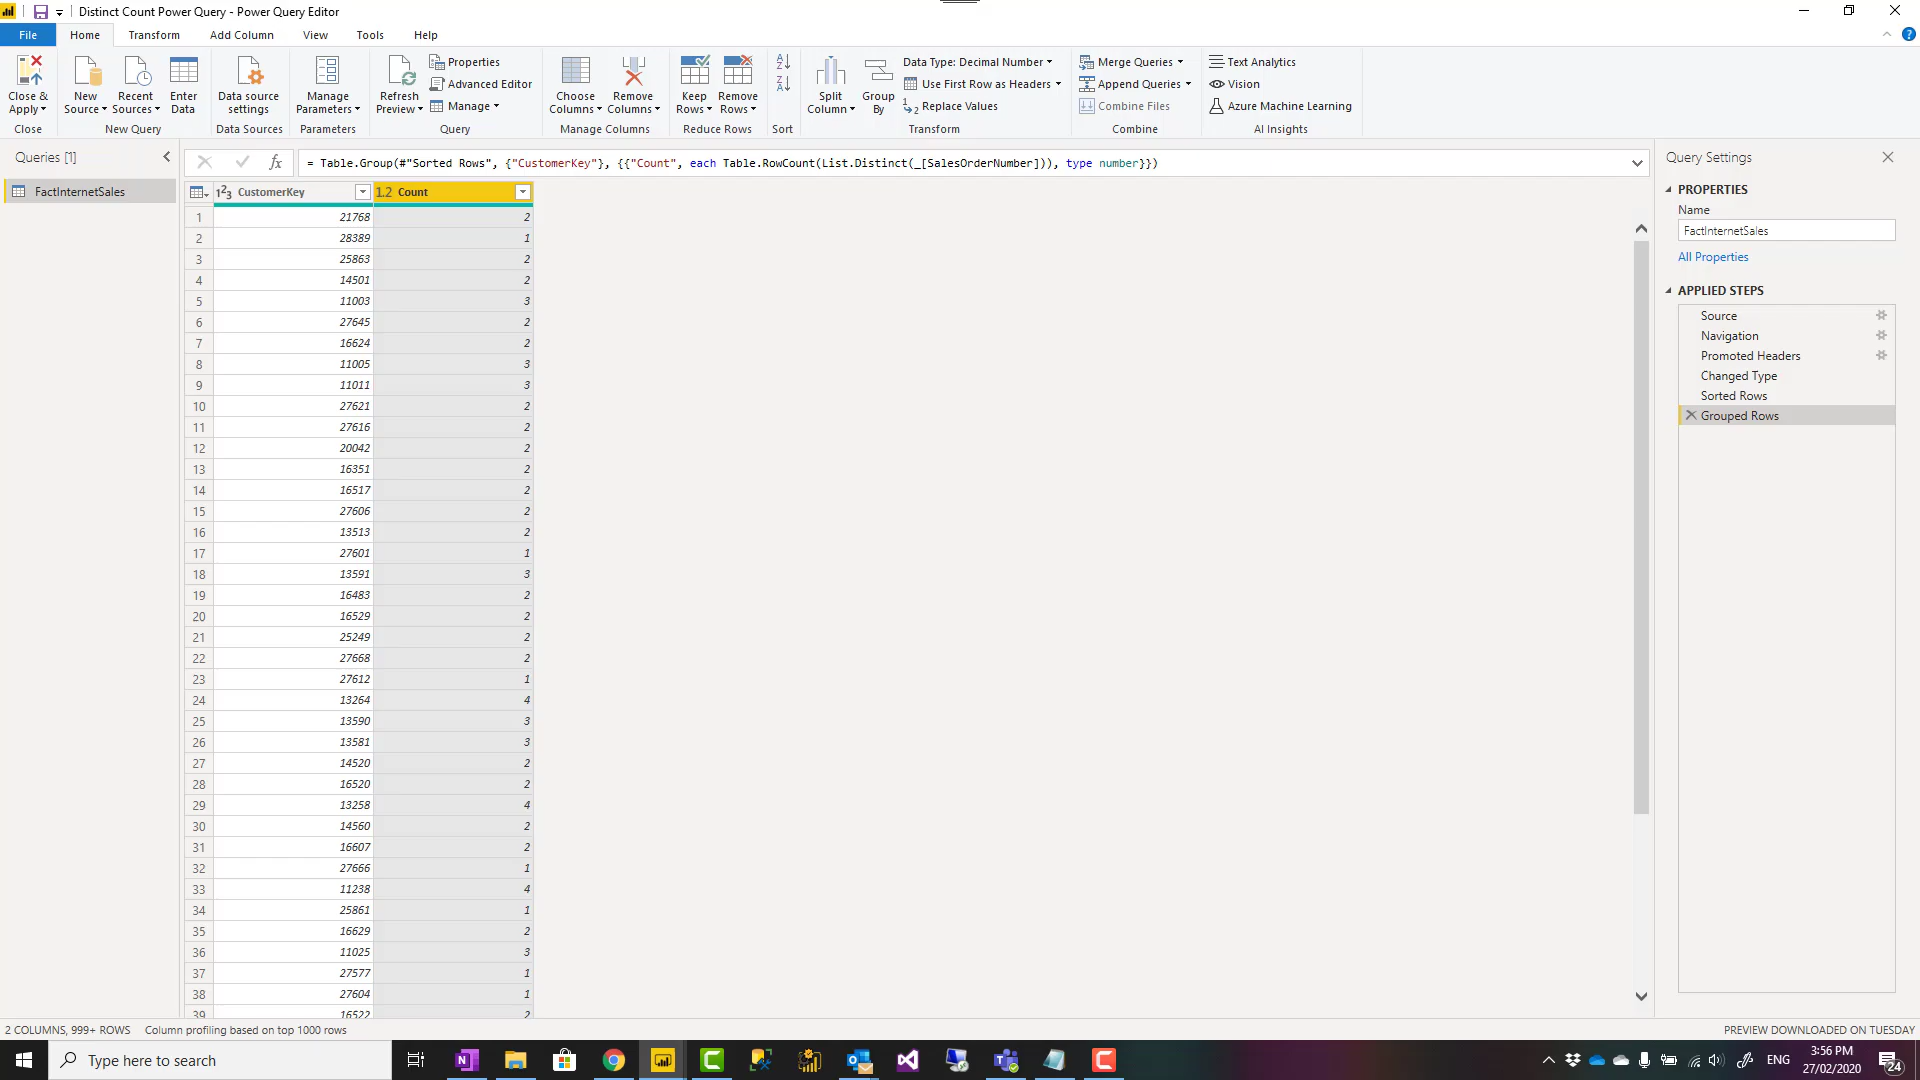 Distinct Count Power Query - Power Query Editor
File Home Transform Add Column View Tools Help
Close & Apply
New Source
Recent Sources
Enter Data
Data source settings
Manage Parameters
Refresh Preview
Properties
Advanced Editor
Manage
Choose Columns
Remove Columns
Keep Rows
Remove Rows
Split Column
Group By
Data Type: Decimal Number
Use First Row as Headers
Replace Values
Merge Queries
Append Queries
Combine Files
Text Analytics
Vision
Azure Machine Learning
Close New Query Data Sources Parameters Query Manage Columns Reduce Rows Sort Transform Combine AI Insights
Queries [1]
FactInternetSales
= Table.Group(#"Sorted Rows", {"CustomerKey"}, {{"Count", each Table.RowCount(List.Distinct(_[SalesOrderNumber])), type number}})
CustomerKey 1.2 Count
1 21768 2
2 28389 1
3 25863 2
4 14501 2
5 11003 3
6 27645 2
7 16624 2
8 11005 3
9 11011 3
10 27621 2
11 27616 2
12 20042 2
13 16351 2
14 16517 2
15 27606 2
16 13513 2
17 27601 1
18 13591 3
19 16483 2
20 16529 2
21 25249 2
22 27668 2
23 27612 1
24 13264 4
25 13590 3
26 13581 3
27 14520 2
28 16520 2
29 13258 4
30 14560 2
31 16607 2
32 27666 1
33 11238 4
34 25861 1
35 16629 2
36 11025 3
37 27577 1
38 27604 1
39 16522 2
Query Settings
PROPERTIES
Name
FactInternetSales
All Properties
APPLIED STEPS
Source
Navigation
Promoted Headers
Changed Type
Sorted Rows
Grouped Rows
2 COLUMNS, 999+ ROWS Column profiling based on top 1000 rows
PREVIEW DOWNLOADED ON TUESDAY
Type here to search
ENG
3:56 PM
27/02/2020
24